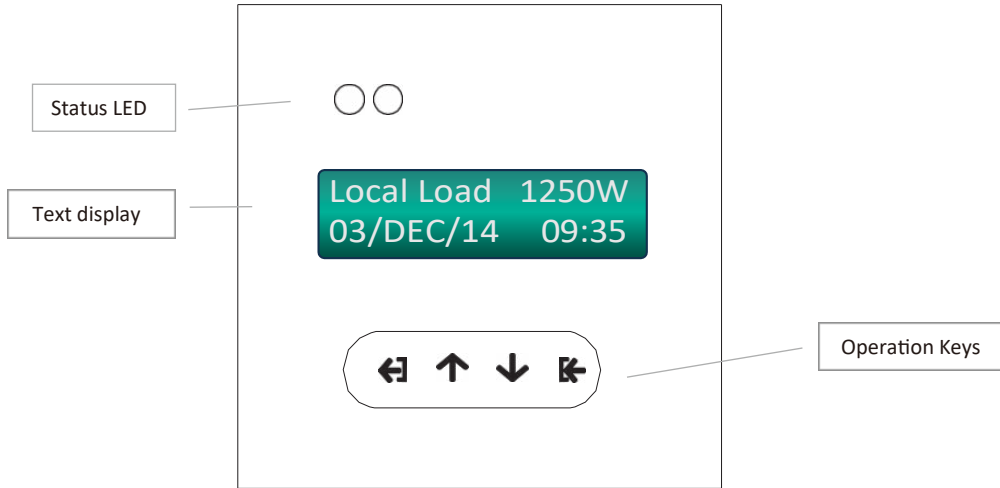 Status LED
Text display
Local Load 1250W
03/DEC/14 09:35
Operation Keys